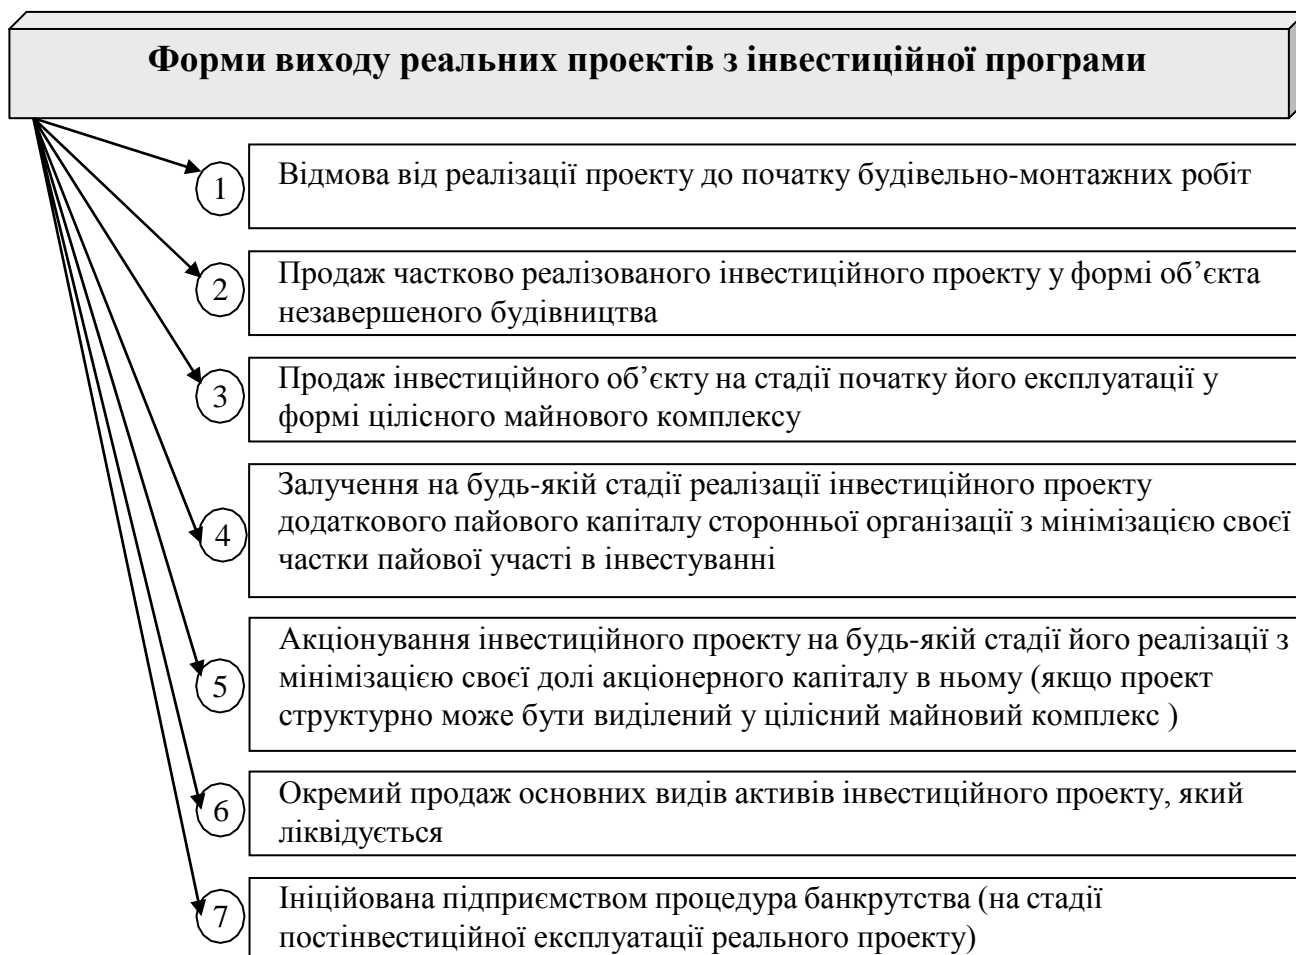 Форми виходу реальних проектів з інвестиційної програми
1
Відмова від реалізації проекту до початку будівельно-монтажних робіт
2
Продаж частково реалізованого інвестиційного проекту у формі об’єкта
незавершеного будівництва
3
Продаж інвестиційного об’єкту на стадії початку його експлуатації у
формі цілісного майнового комплексу
4
Залучення на будь-якій стадії реалізації інвестиційного проекту
додаткового пайового капіталу сторонньої організації з мінімізацією своєї
частки пайової участі в інвестуванні
5
Акціонування інвестиційного проекту на будь-якій стадії його реалізації з
мінімізацією своєї долі акціонерного капіталу в ньому (якщо проект
структурно може бути виділений у цілісний майновий комплекс )
6
Окремий продаж основних видів активів інвестиційного проекту, який
ліквідується
7
Ініційована підприємством процедура банкрутства (на стадії
постінвестиційної експлуатації реального проекту)